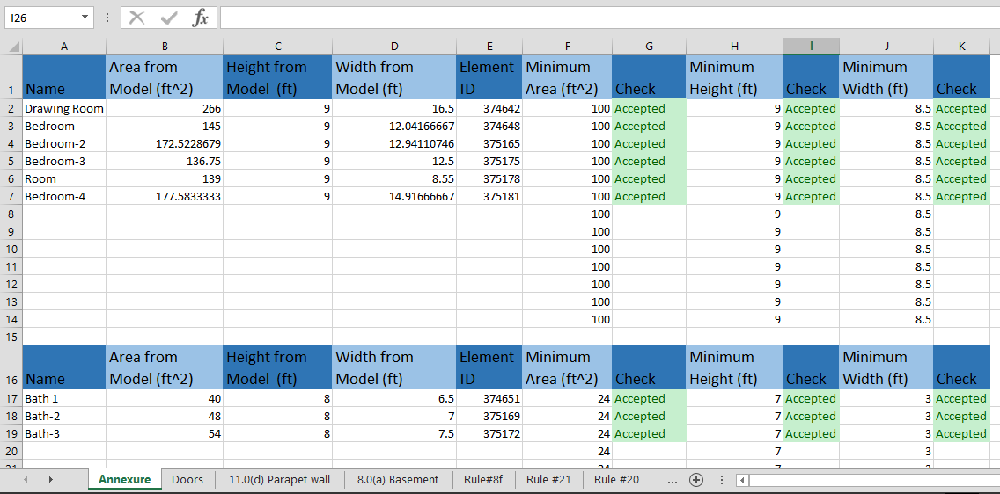 I26 fx
A B C D E F G H I J K
Area from Height from Width from Element Minimum Minimum Minimum
1 Name Model (ft^2) Model (ft) Model (ft) ID Area (ft^2) Check Height (ft) Check Width (ft) Check
2 Drawing Room 266 9 16.5 374642 100 Accepted 9 Accepted 8.5 Accepted
3 Bedroom 145 9 12.04166667 374648 100 Accepted 9 Accepted 8.5 Accepted
4 Bedroom-2 172.5228679 9 12.94110746 375165 100 Accepted 9 Accepted 8.5 Accepted
5 Bedroom-3 136.75 9 12.5 375175 100 Accepted 9 Accepted 8.5 Accepted
6 Room 139 9 8.55 375178 100 Accepted 9 Accepted 8.5 Accepted
7 Bedroom-4 177.5833333 9 14.91666667 375181 100 Accepted 9 Accepted 8.5 Accepted
8 100 9 8.5
9 100 9 8.5
10 100 9 8.5
11 100 9 8.5
12 100 9 8.5
13 100 9 8.5
14 100 9 8.5
15
Area from Height from Width from Element Minimum Minimum Minimum
16 Name Model (ft^2) Model (ft) Model (ft) ID Area (ft^2) Check Height (ft) Check Width (ft) Check
17 Bath 1 40 8 6.5 374651 24 Accepted 7 Accepted 3 Accepted
18 Bath-2 48 8 7 375169 24 Accepted 7 Accepted 3 Accepted
19 Bath-3 54 8 7.5 375172 24 Accepted 7 Accepted 3 Accepted
20 24 7 3
Annexure Doors 11.0(d) Parapet wall 8.0(a) Basement Rule#8f Rule #21 Rule #20 ...